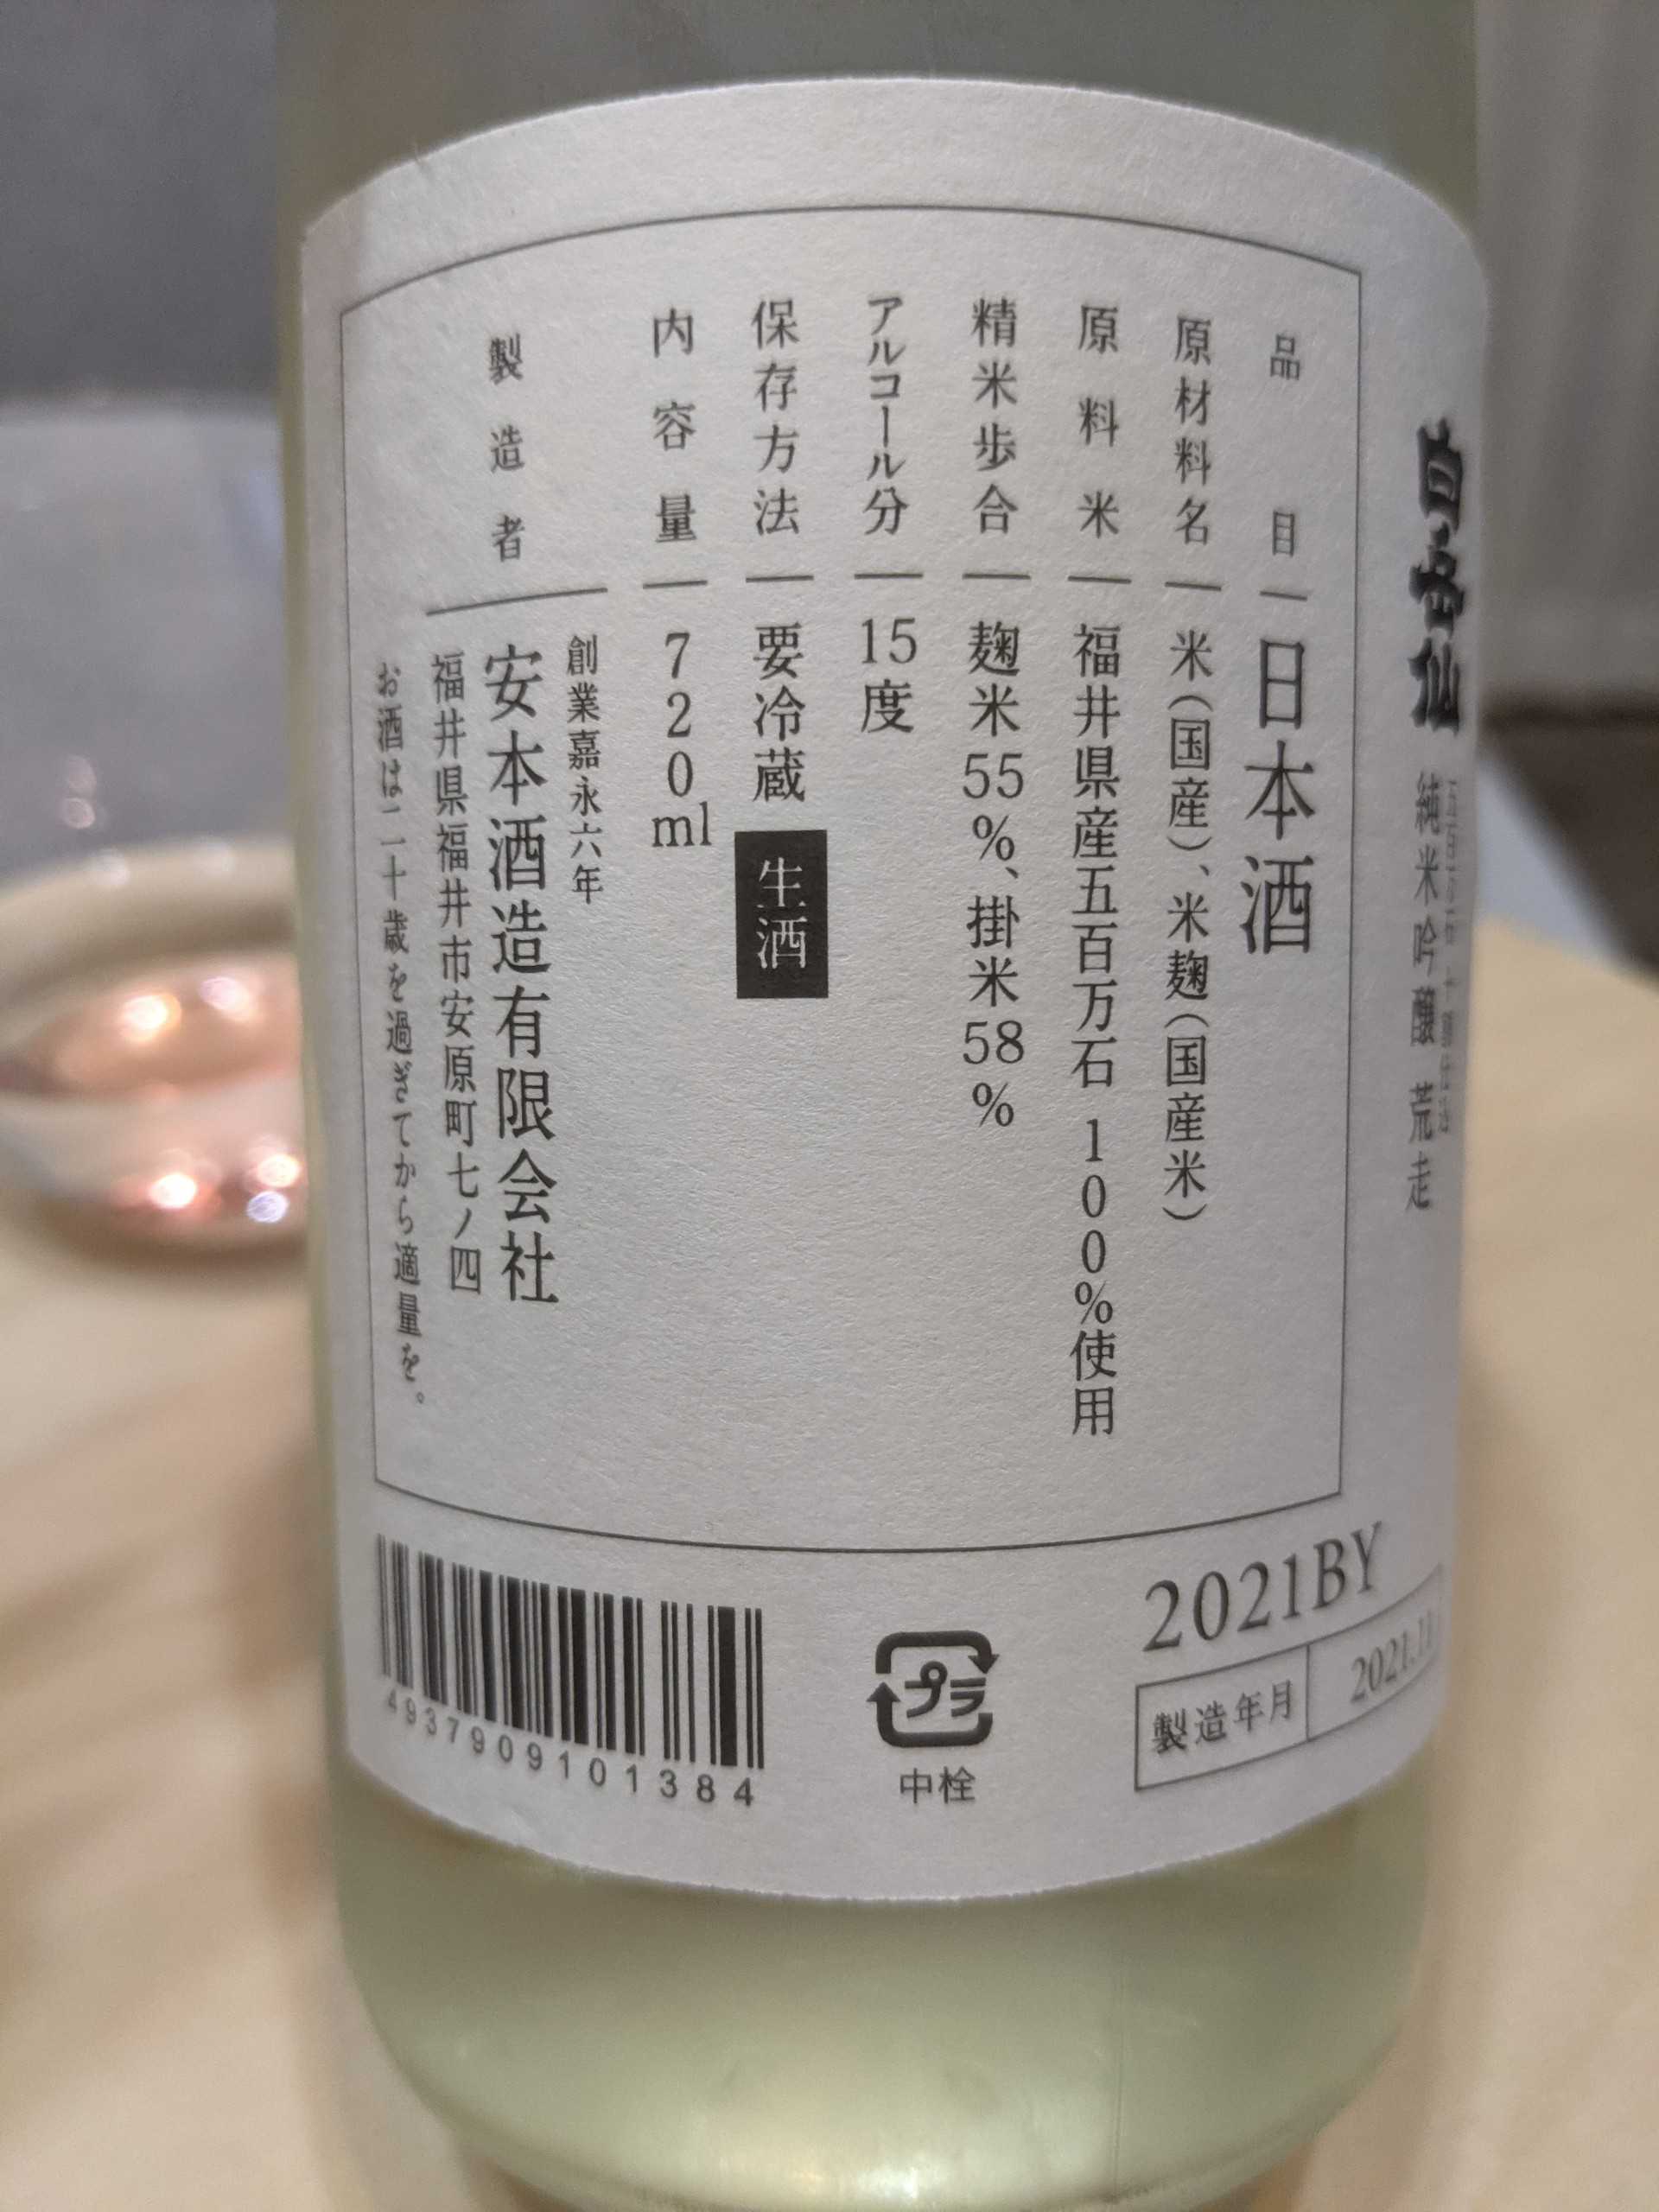 白岳仙
純米吟醸 荒走
品目 日本酒
原材料名 米(国産)、米麹(国産米)
原料米 福井県産五百万石 100%使用
精米歩合 麹米55%、掛米58%
アルコール分 15度
保存方法 要冷蔵 生酒
内容量 720ml
製造者
創業嘉永六年
安本酒造有限会社
福井県福井市安原町七ノ四
お酒は二十歳を過ぎてから適量を。
2021BY
製造年月 2021.11
プラ
中栓
4937909101384